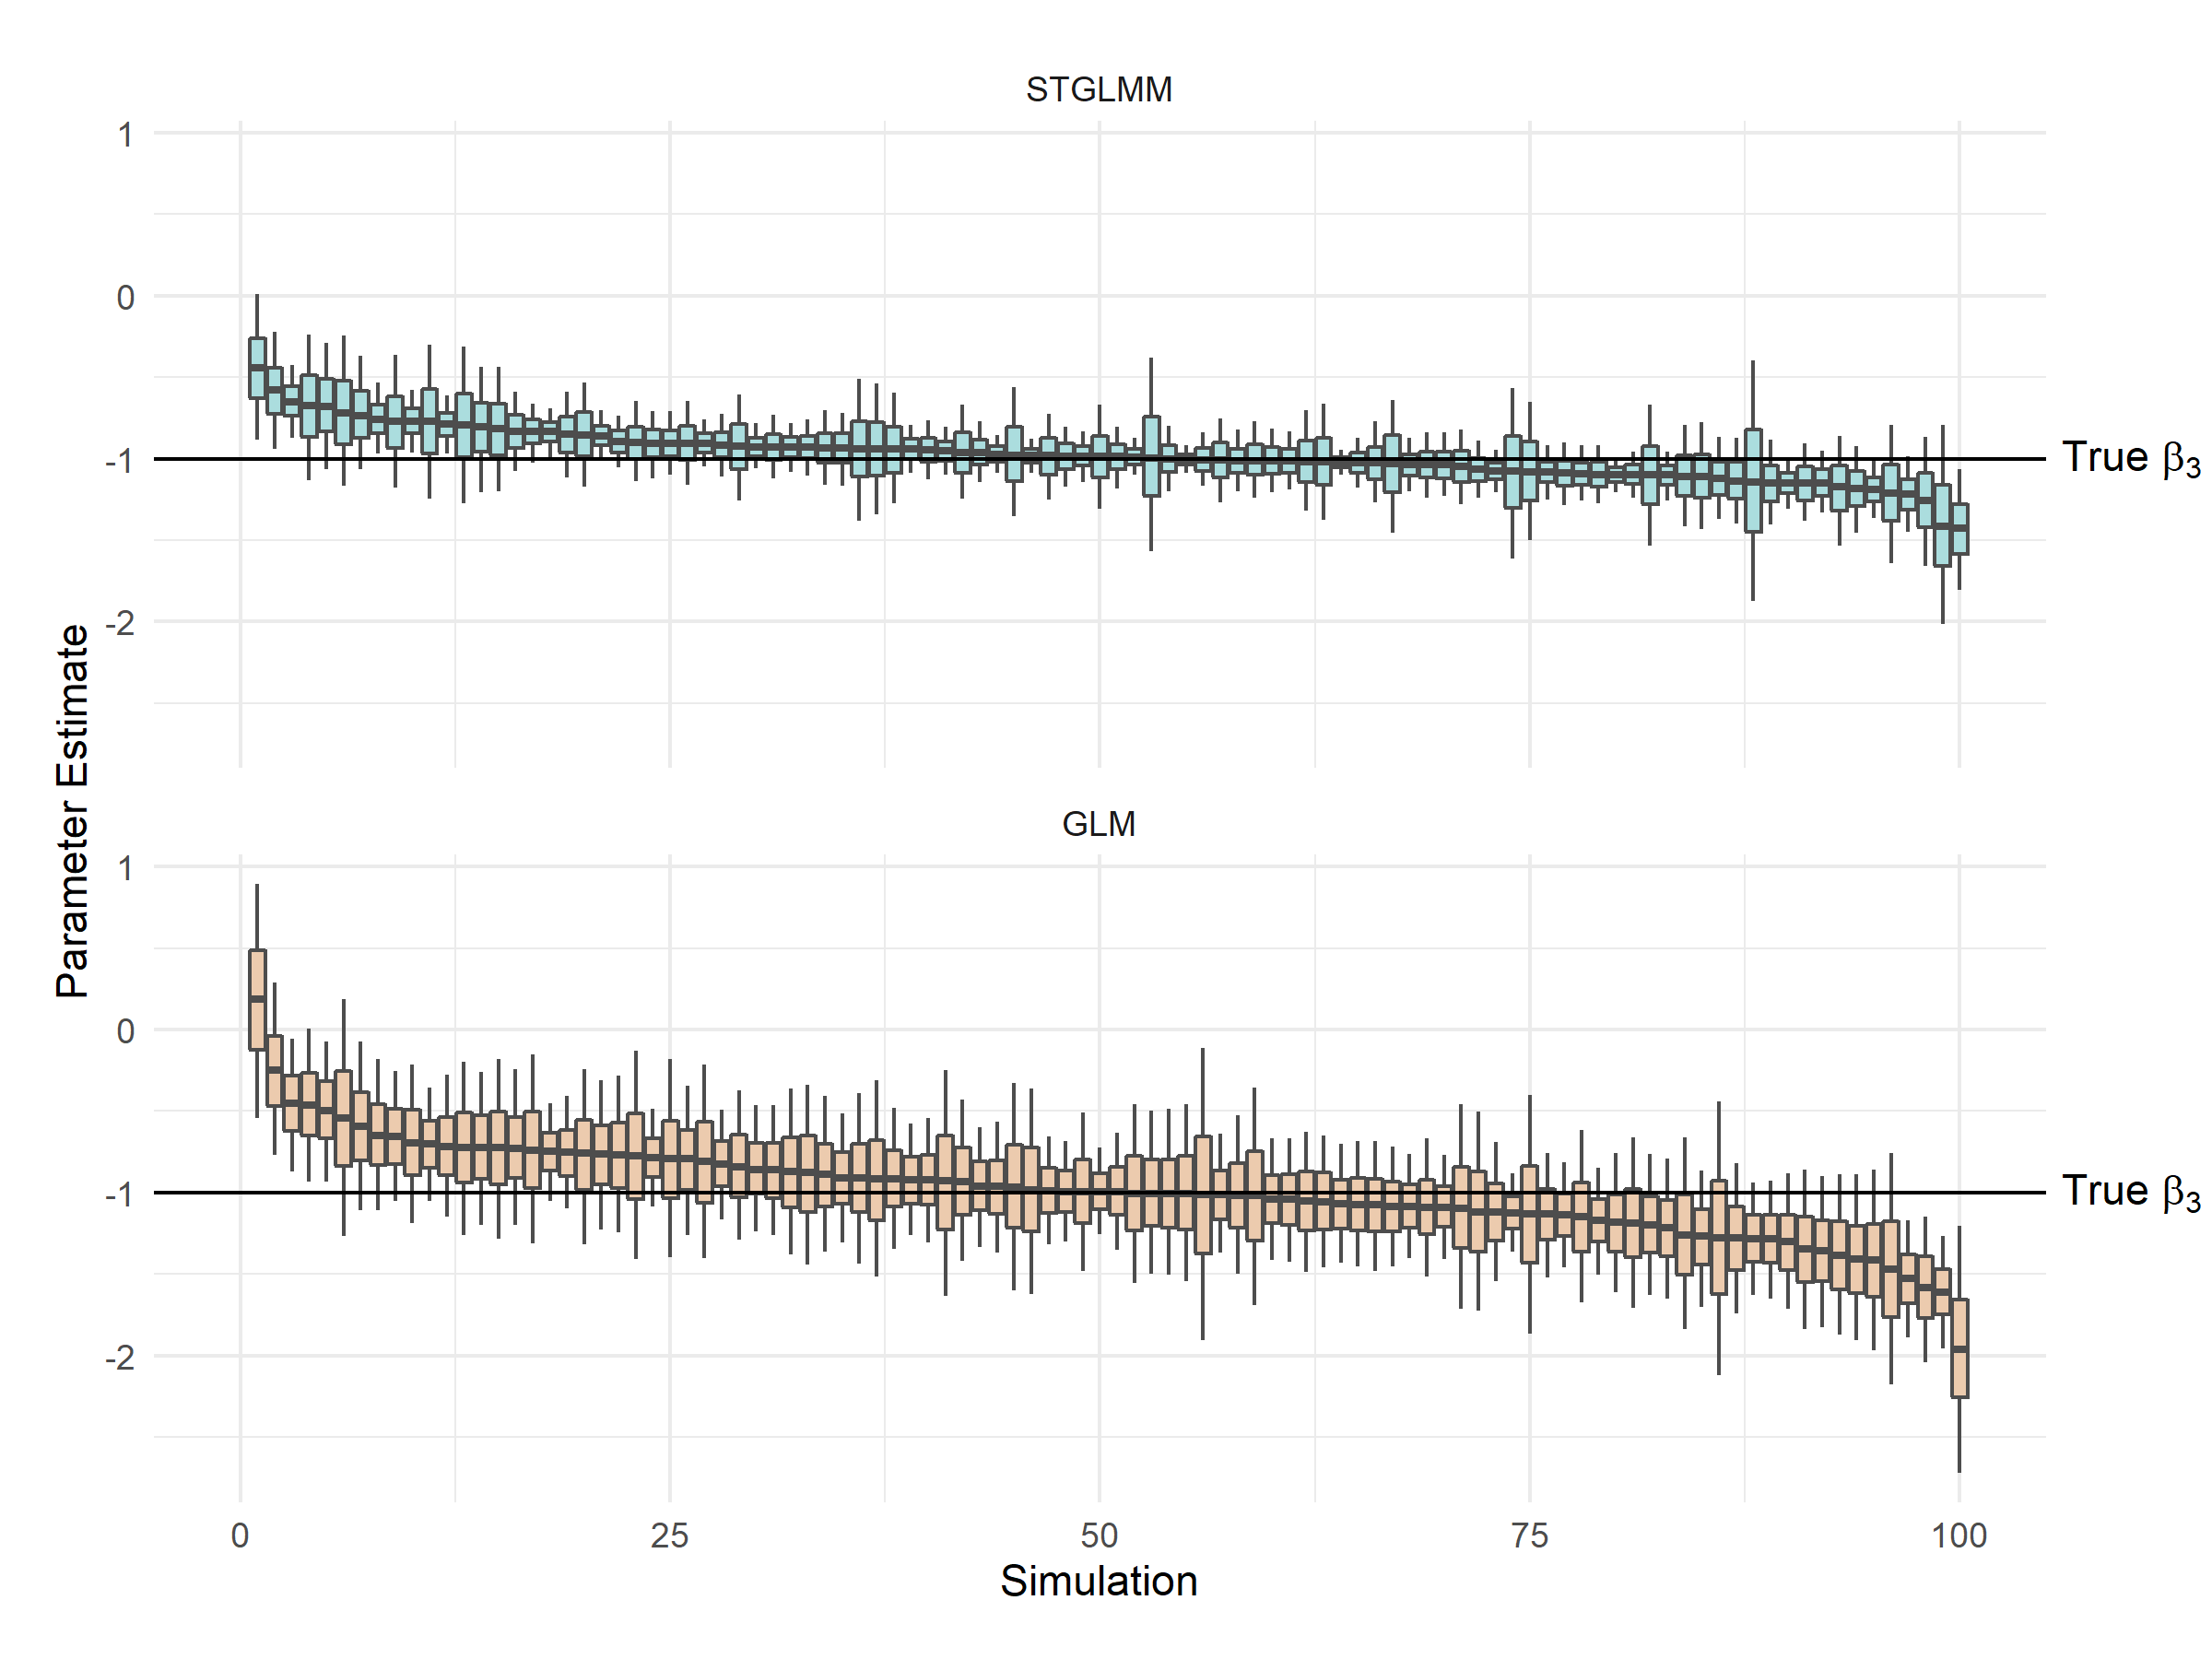 STGLMM
1
0
-1
-2
True β₃
Parameter Estimate
GLM
1
0
-1
-2
True β₃
0 25 50 75 100
Simulation